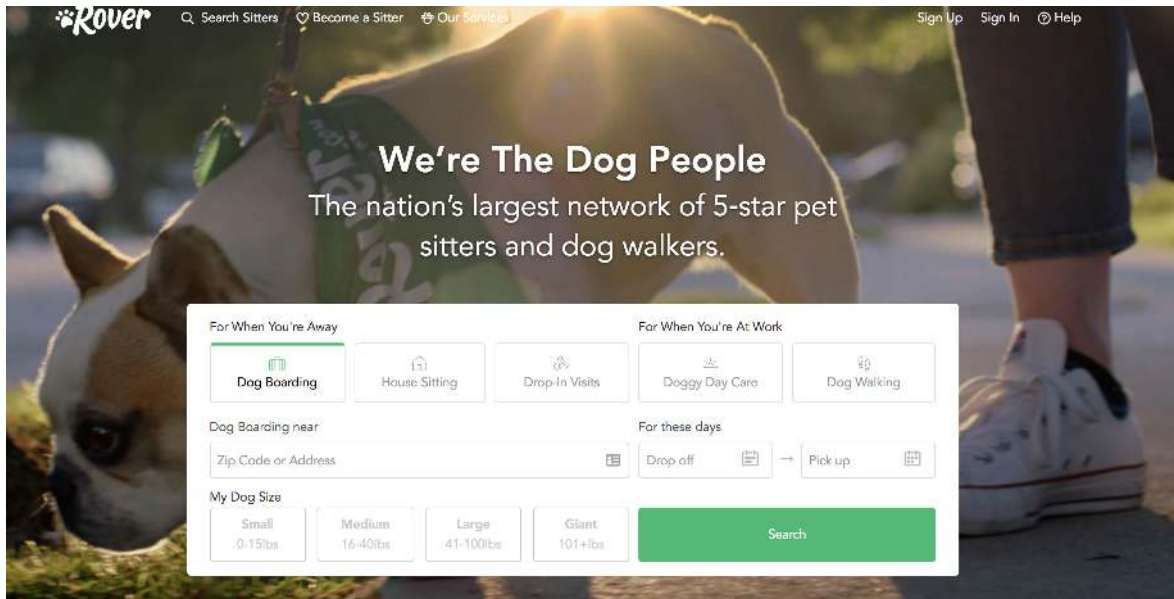 Rover
Search Sitters
Become a Sitter
Our Services
Sign Up
Sign In
Help
Rover
We're The Dog People
The nation's largest network of 5-star pet
sitters and dog walkers.
For When You're Away
For When You're At Work
Dog Boarding
House Sitting
Drop-In Visits
Doggy Day Care
Dog Walking
Dog Boarding near
For these days
Zip Code or Address
Drop off
→
Pick up
My Dog Size
Small
0-15lbs
Medium
16-40lbs
Large
41-100lbs
Giant
101+lbs
Search